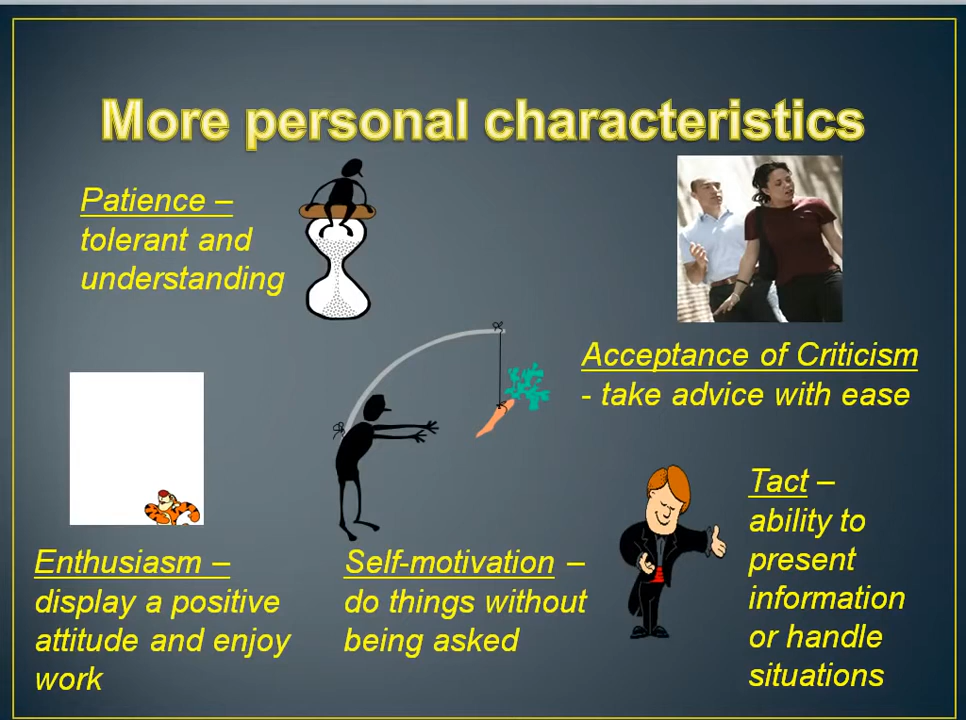 More personal characteristics
Patience –
tolerant and
understanding
Acceptance of Criticism
- take advice with ease
Enthusiasm –
display a positive
attitude and enjoy
work
Self-motivation –
do things without
being asked
Tact –
ability to
present
information
or handle
situations